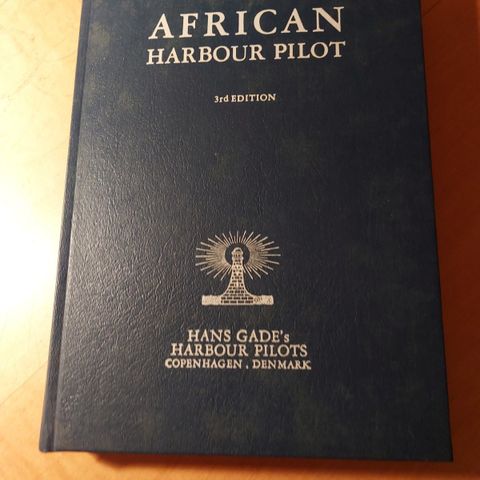 AFRICAN
HARBOUR PILOT
3rd EDITION
HANS GADE's
HARBOUR PILOTS
COPENHAGEN . DENMARK